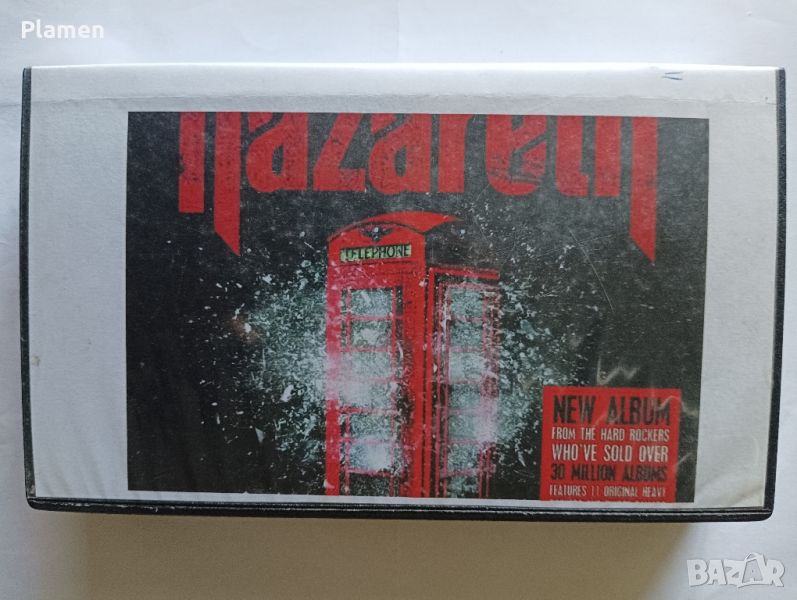 Plamen
nazareth
TELEPHONE
NEW ALBUM
FROM THE HARD ROCKERS
WHO'VE SOLD OVER
30 MILLION ALBUMS
FEATURES 11 ORIGINAL HEAVY
BAZAR